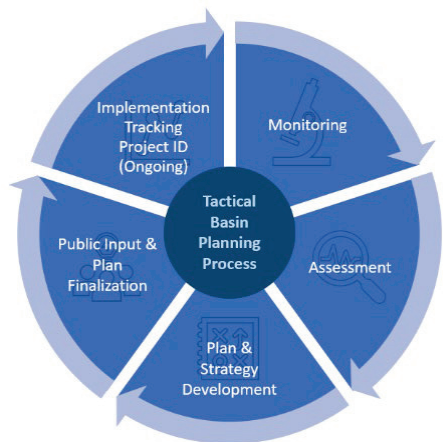 Implementation
Tracking
Project ID
(Ongoing)
Monitoring
Tactical
Basin
Planning
Process
Public Input &
Plan
Finalization
Assessment
Plan &
Strategy
Development